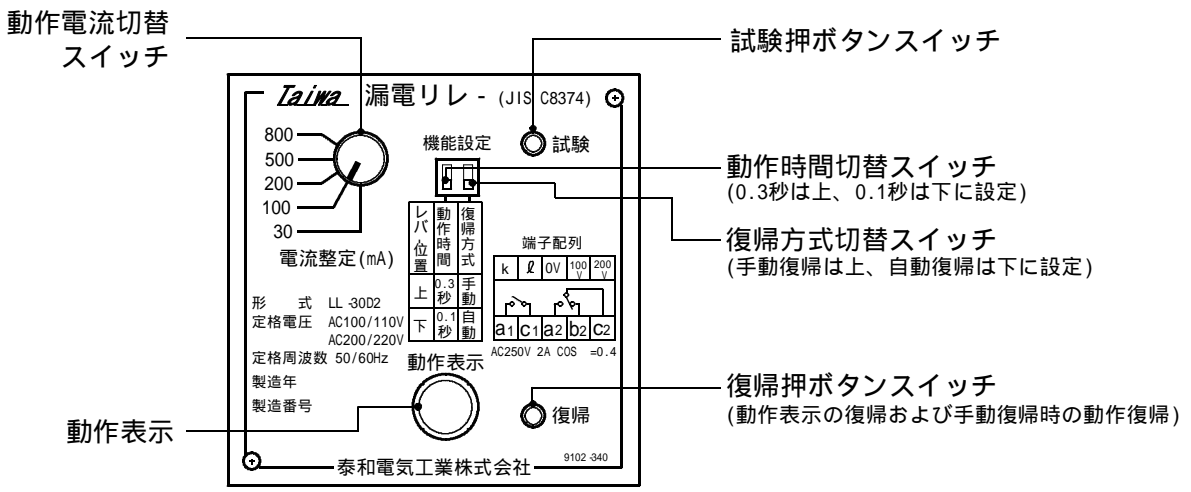 動作電流切替
スイッチ
試験押ボタンスイッチ
Taiwa 漏電リレ- (JIS C8374)
800
500
200
100
30
電流整定(mA)
機能設定
試験
動作時間切替スイッチ
(0.3秒は上、0.1秒は下に設定)
復帰方式切替スイッチ
(手動復帰は上、自動復帰は下に設定)
レバー位置 動作時間 復帰方式
上 0.3秒 手動
下 0.1秒 自動
端子配列
k ℓ 0V 100V 200V
a1 c1 a2 b2 c2
AC250V 2A COS =0.4
形 式 LL-30D2
定格電圧 AC100/110V
AC200/220V
定格周波数 50/60Hz
製造年
製造番号
動作表示
復帰
復帰押ボタンスイッチ
(動作表示の復帰および手動復帰時の動作復帰)
動作表示
泰和電気工業株式会社
9102-340